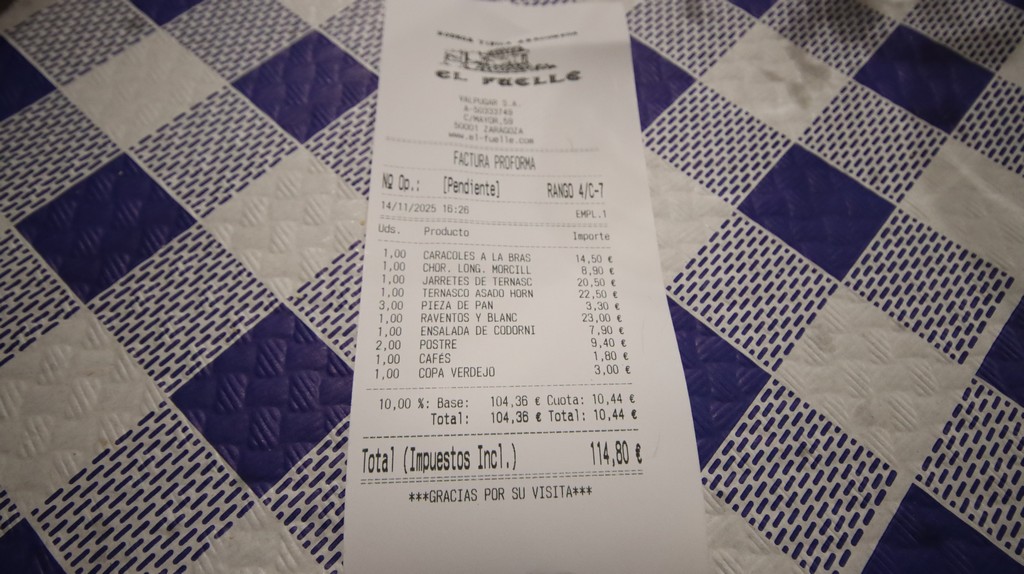 EL FUELLE
VALPUGAR S.A.
A-50333749
C/MAYOR,59
50001 ZARAGOZA
www.el-fuelle.com
FACTURA PROFORMA
Nº Op.: [Pendiente] RANGO 4/C-7
14/11/2025 16:26 EMPL.1
Uds. Producto Importe
1,00 CARACOLES A LA BRAS 14,50 €
1,00 CHOR. LONG. MORCILL 8,90 €
1,00 JARRETES DE TERNASC 20,50 €
1,00 TERNASCO ASADO HORN 22,50 €
3,00 PIEZA DE PAN 3,30 €
1,00 RAVENTOS Y BLANC 23,00 €
1,00 ENSALADA DE CODORNI 7,90 €
2,00 POSTRE 9,40 €
1,00 CAFÉS 1,80 €
1,00 COPA VERDEJO 3,00 €
10,00 %: Base: 104,36 € Cuota: 10,44 €
Total: 104,36 € Total: 10,44 €
Total (Impuestos Incl.) 114,80 €
***GRACIAS POR SU VISITA***